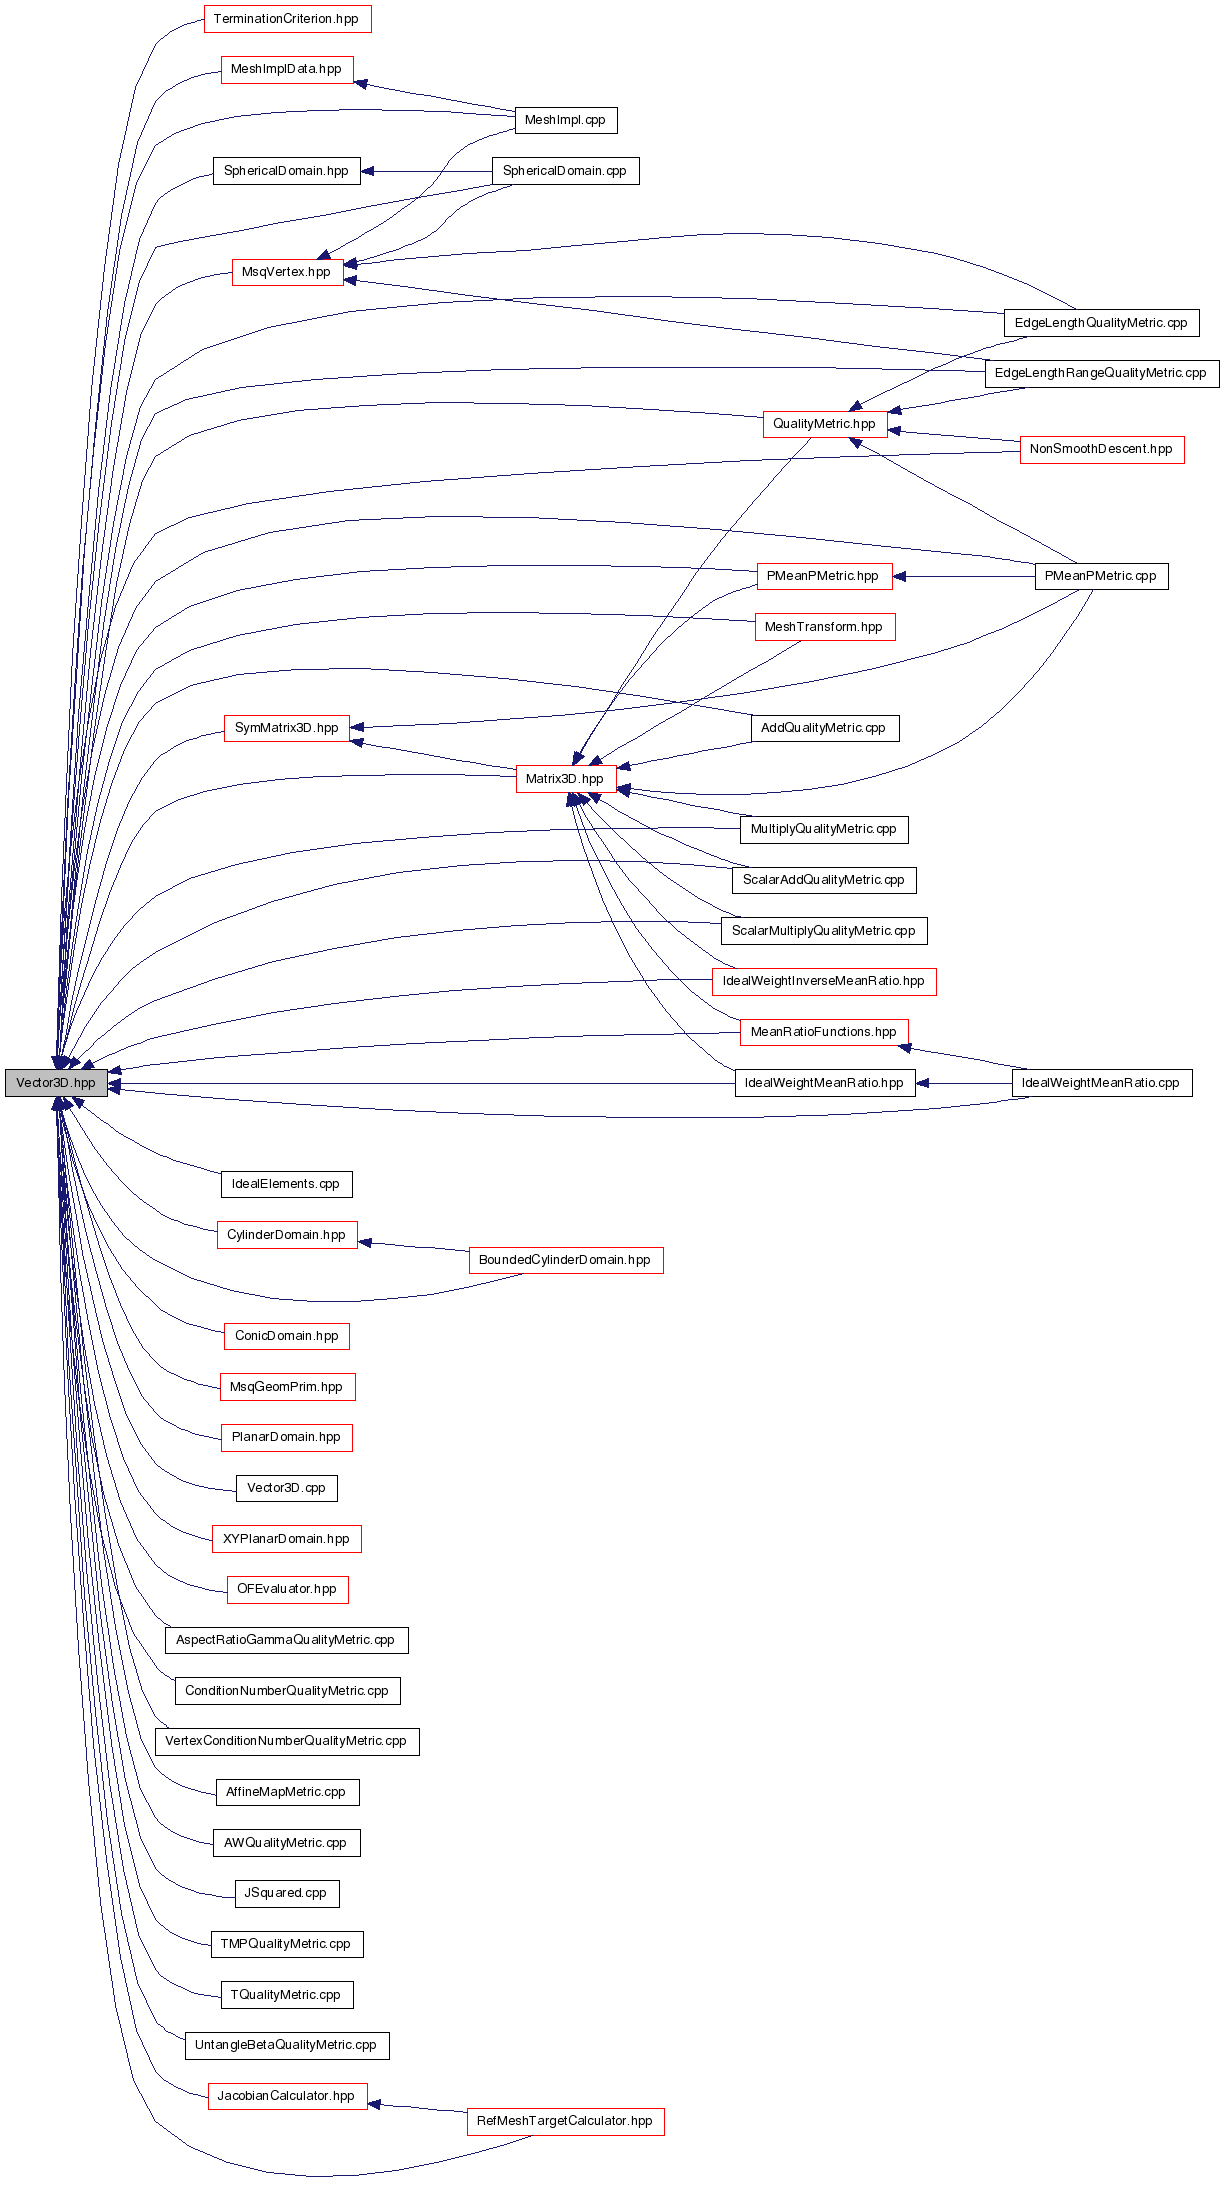 TerminationCriterion.hpp
MeshImplData.hpp
MeshImpl.cpp
SphericalDomain.hpp
SphericalDomain.cpp
MsqVertex.hpp
EdgeLengthQualityMetric.cpp
EdgeLengthRangeQualityMetric.cpp
QualityMetric.hpp
NonSmoothDescent.hpp
PMeanPMetric.hpp
PMeanPMetric.cpp
MeshTransform.hpp
SymMatrix3D.hpp
AddQualityMetric.cpp
Matrix3D.hpp
MultiplyQualityMetric.cpp
ScalarAddQualityMetric.cpp
ScalarMultiplyQualityMetric.cpp
IdealWeightInverseMeanRatio.hpp
MeanRatioFunctions.hpp
Vector3D.hpp
IdealWeightMeanRatio.hpp
IdealWeightMeanRatio.cpp
IdealElements.cpp
CylinderDomain.hpp
BoundedCylinderDomain.hpp
ConicDomain.hpp
MsqGeomPrim.hpp
PlanarDomain.hpp
Vector3D.cpp
XYPlanarDomain.hpp
OFEvaluator.hpp
AspectRatioGammaQualityMetric.cpp
ConditionNumberQualityMetric.cpp
VertexConditionNumberQualityMetric.cpp
AffineMapMetric.cpp
AWQualityMetric.cpp
JSquared.cpp
TMPQualityMetric.cpp
TQualityMetric.cpp
UntangleBetaQualityMetric.cpp
JacobianCalculator.hpp
RefMeshTargetCalculator.hpp